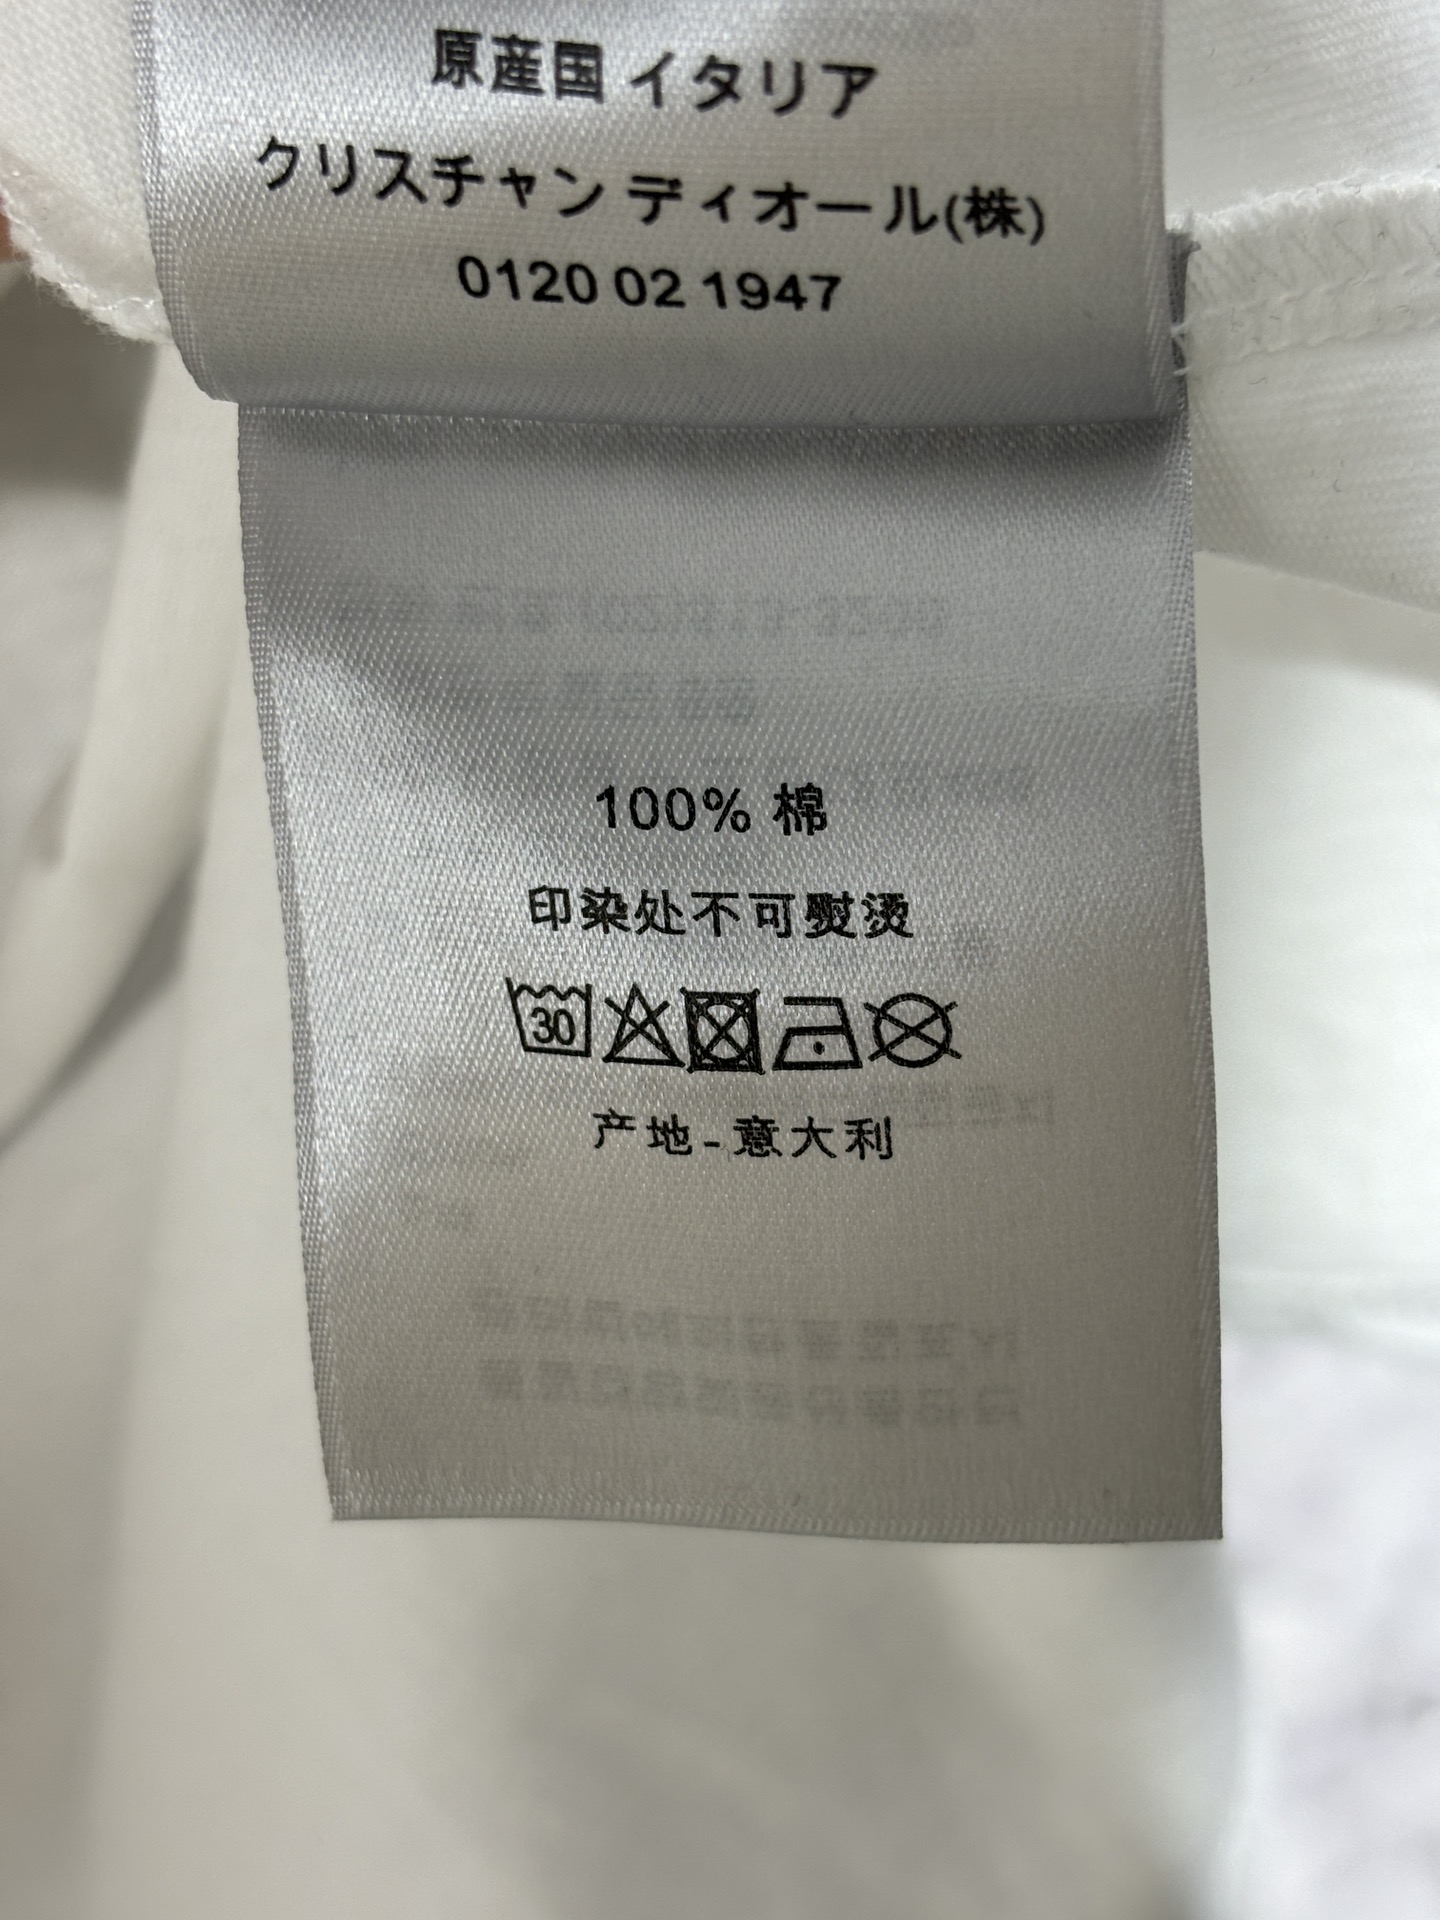 原産国 イタリア
クリスチャン ディオール(株)
0120 02 1947
100% 棉
印染处不可熨烫
30
产地-意大利